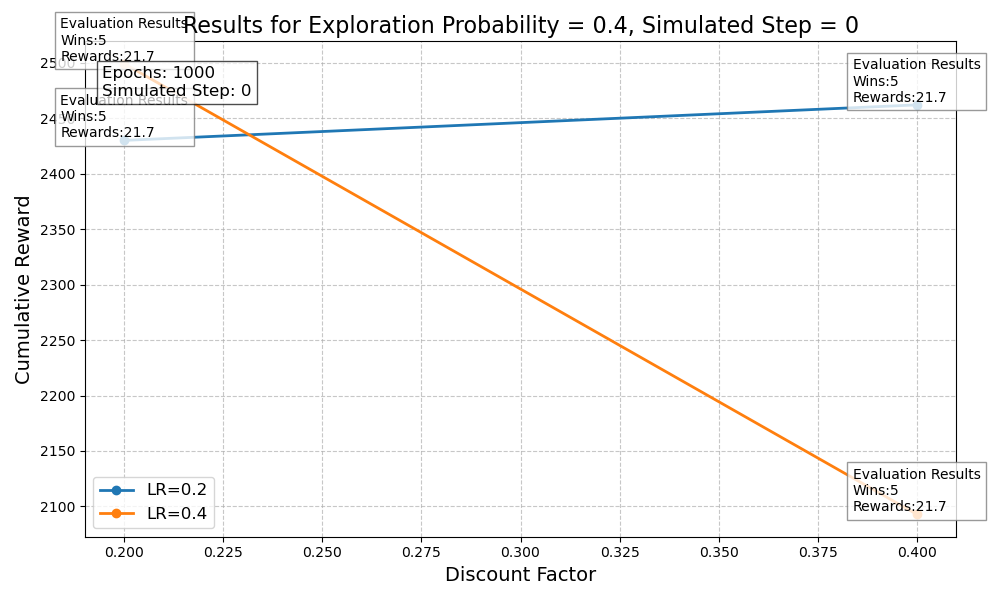 Results for Exploration Probability = 0.4, Simulated Step = 0
Evaluation Results
Wins:5
Rewards:21.7
Epochs: 1000
Simulated Step: 0
Evaluation Results
Wins:5
Rewards:21.7
Evaluation Results
Wins:5
Rewards:21.7
Evaluation Results
Wins:5
Rewards:21.7
Cumulative Reward
2500
2450
2400
2350
2300
2250
2200
2150
2100
LR=0.2
LR=0.4
0.200
0.225
0.250
0.275
0.300
0.325
0.350
0.375
0.400
Discount Factor